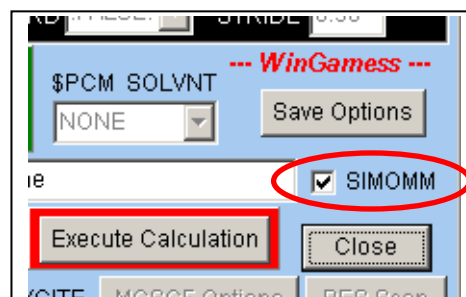 STRIDE
--- WinGamess ---
$PCM SOLVNT
NONE
Save Options
SIMOMM
Execute Calculation
Close